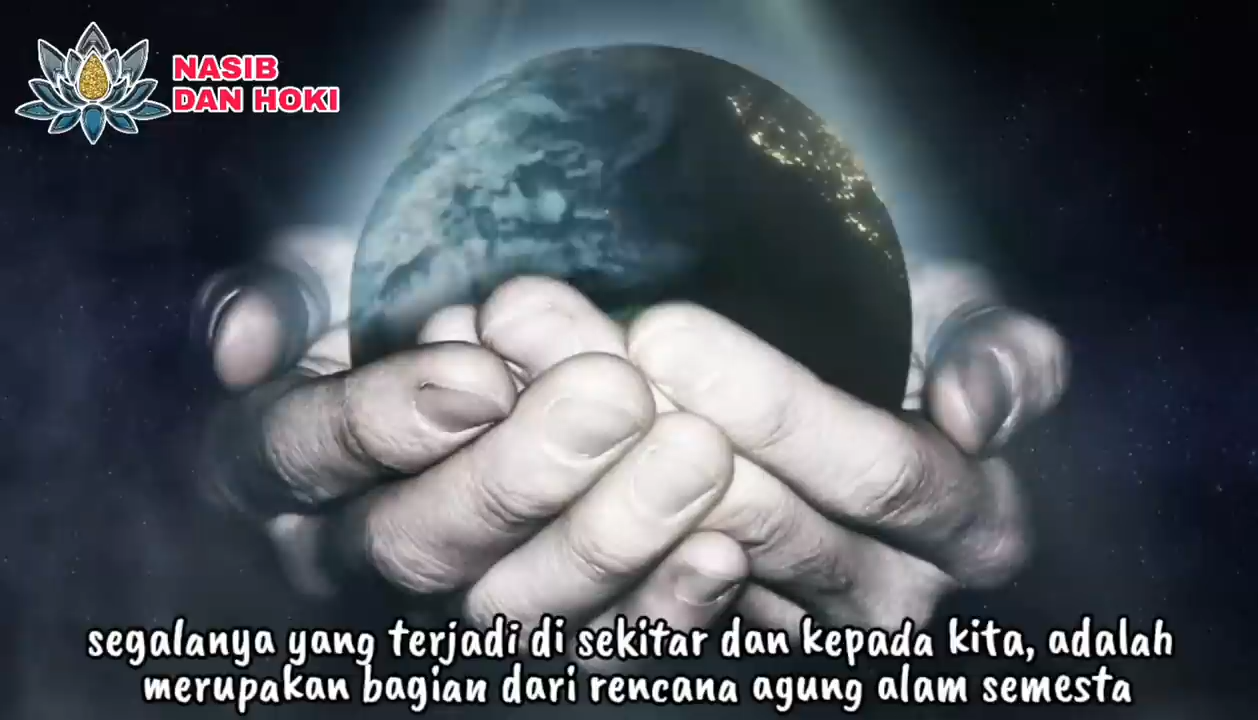 NASIB
DAN HOKI
segalanya yang terjadi di sekitar dan kepada kita, adalah
merupakan bagian dari rencana agung alam semesta